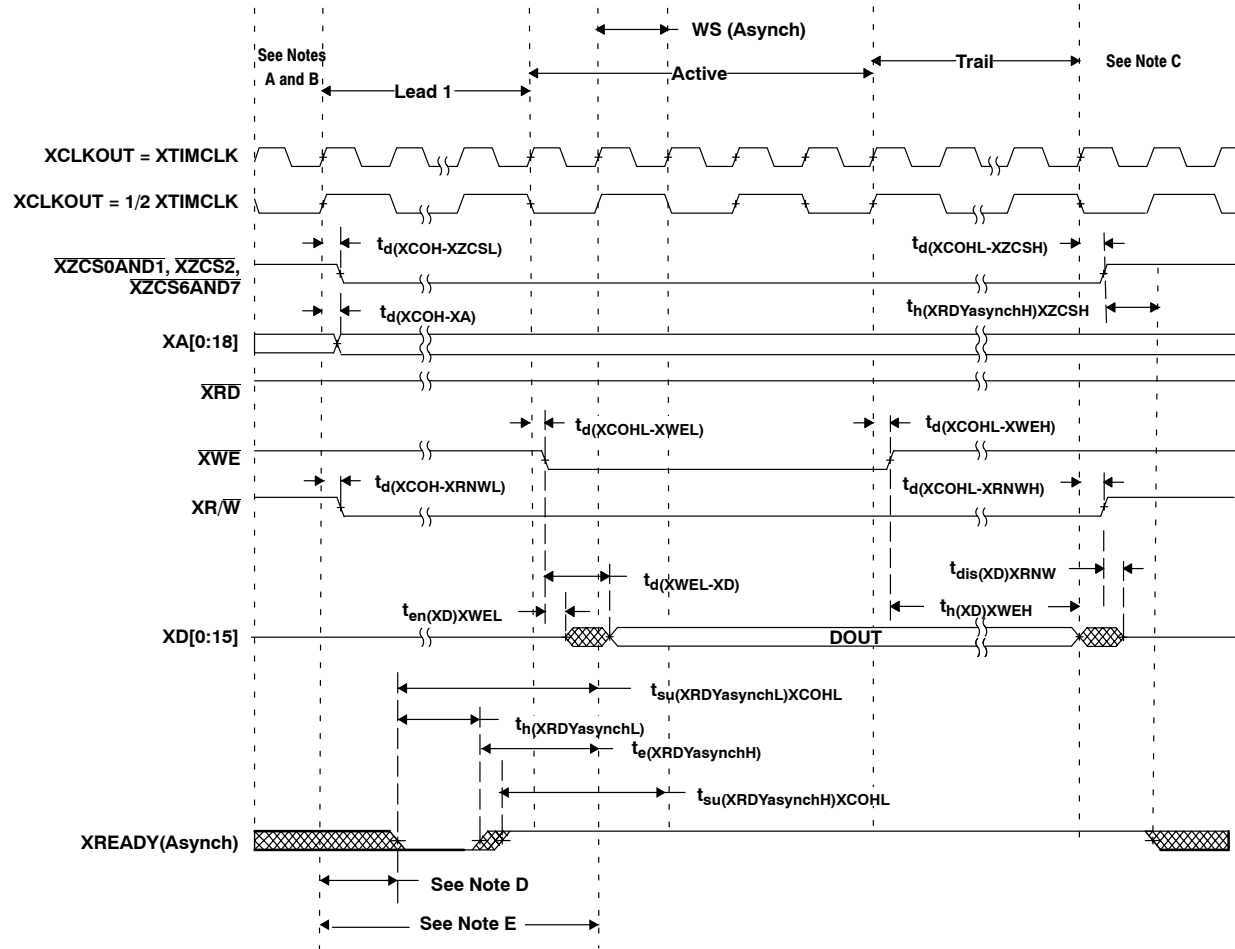 WS (Asynch)
See Notes
A and B
Lead 1
Active
Trail
See Note C
XCLKOUT = XTIMCLK
XCLKOUT = 1/2 XTIMCLK
td(XCOH-XZCSL)
td(XCOHL-XZCSH)
XZCS0AND1, XZCS2,
XZCS6AND7
th(XRDYasynchH)XZCSH
td(XCOH-XA)
XA[0:18]
XRD
td(XCOHL-XWEL)
td(XCOHL-XWEH)
XWE
td(XCOH-XRNWL)
td(XCOHL-XRNWH)
XR/W
tdis(XD)XRNW
td(XWEL-XD)
ten(XD)XWEL
th(XD)XWEH
XD[0:15]
DOUT
tsu(XRDYasynchL)XCOHL
th(XRDYasynchL)
te(XRDYasynchH)
tsu(XRDYasynchH)XCOHL
XREADY(Asynch)
See Note D
See Note E